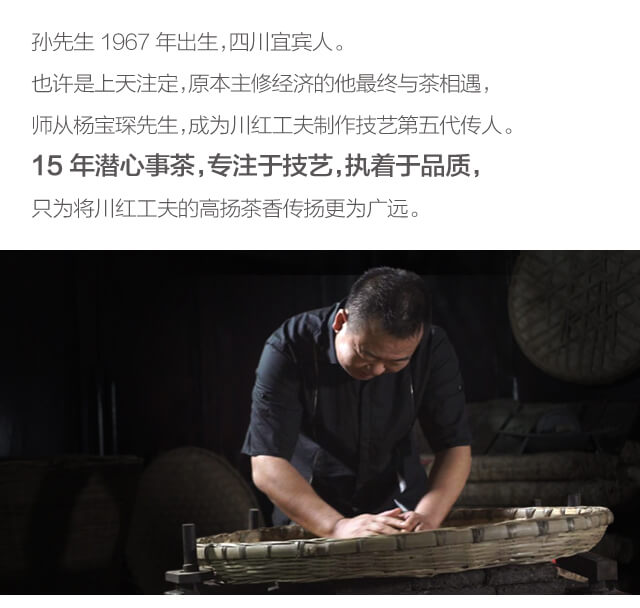 孙先生 1967 年出生，四川宜宾人。
也许是上天注定，原本主修经济的他最终与茶相遇，
师从杨宝琛先生，成为川红工夫制作技艺第五代传人。
15 年潜心事茶，专注于技艺，执着于品质，
只为将川红工夫的高扬茶香传扬更为广远。